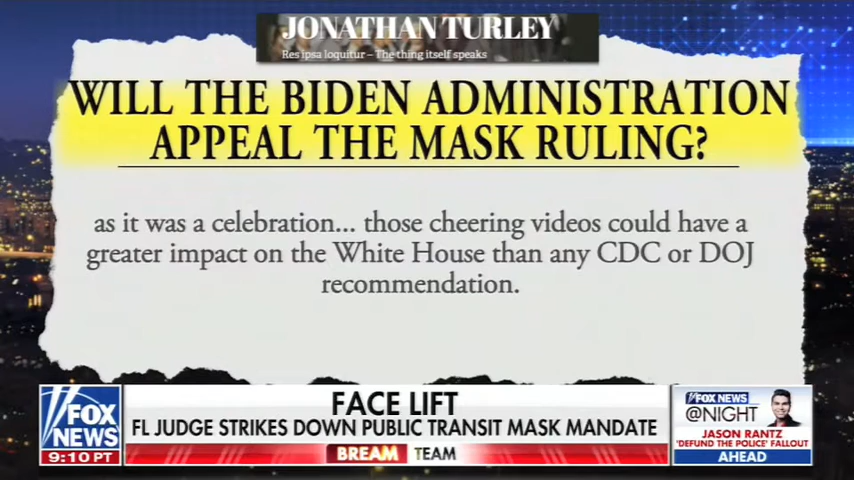 JONATHAN TURLEY
Res ipsa loquitur – The thing itself speaks
WILL THE BIDEN ADMINISTRATION
APPEAL THE MASK RULING?
as it was a celebration... those cheering videos could have a
greater impact on the White House than any CDC or DOJ
recommendation.
FOX
NEWS
9:10 PT
FACE LIFT
FL JUDGE STRIKES DOWN PUBLIC TRANSIT MASK MANDATE
BREAM TEAM
FOX NEWS
@NIGHT
JASON RANTZ
'DEFUND THE POLICE' FALLOUT
AHEAD